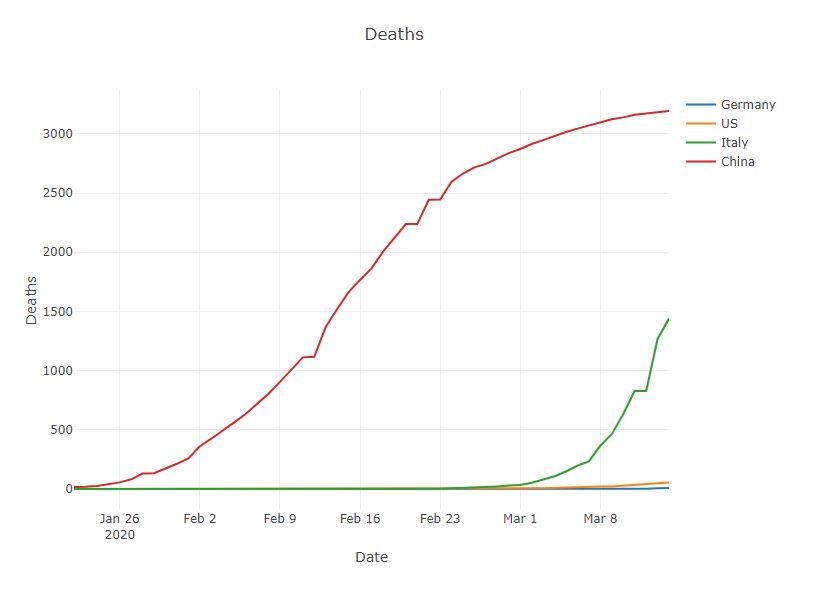 Deaths
Germany
US
Italy
China
3000
2500
2000
1500
1000
500
0
Deaths
Jan 26
2020
Feb 2
Feb 9
Feb 16
Feb 23
Mar 1
Mar 8
Date